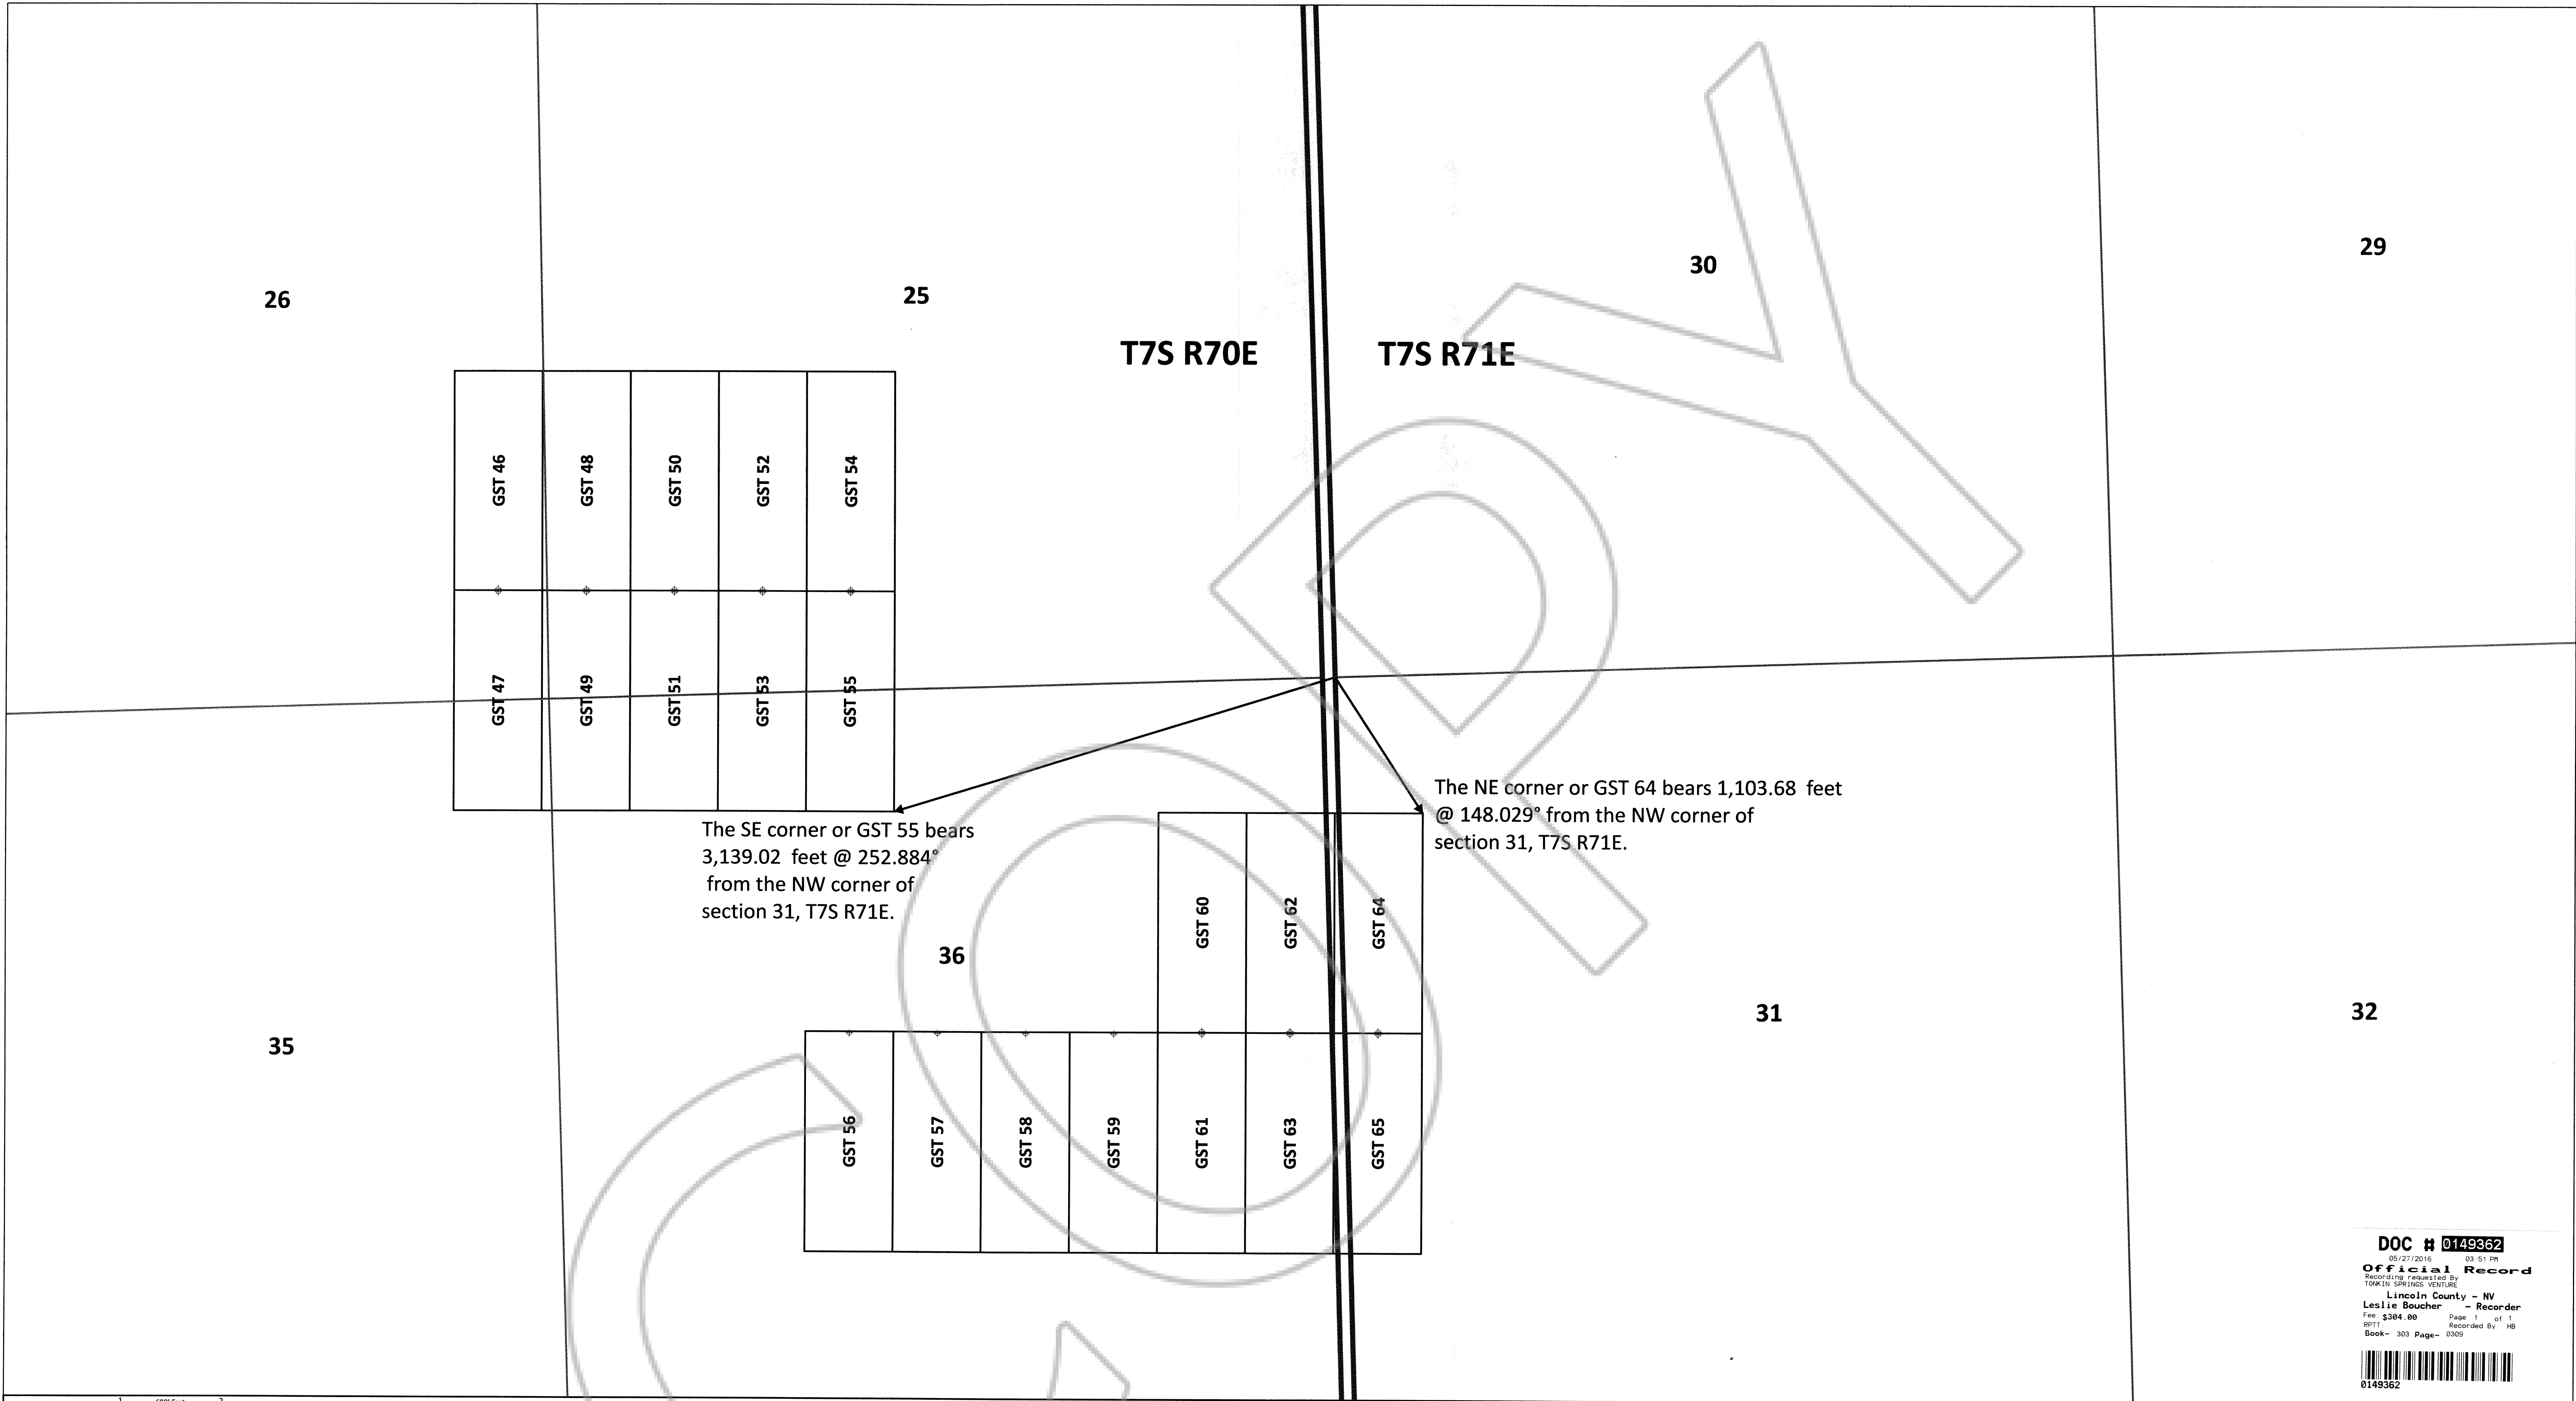 26
25
30
29
T7S R70E
T7S R71E
GST 46
GST 48
GST 50
GST 52
GST 54
GST 47
GST 49
GST 51
GST 53
GST 55
The SE corner or GST 55 bears
3,139.02 feet @ 252.884°
from the NW corner of
section 31, T7S R71E.
The NE corner or GST 64 bears 1,103.68 feet
@ 148.029° from the NW corner of
section 31, T7S R71E.
36
GST 60
GST 62
GST 64
35
31
32
GST 56
GST 57
GST 58
GST 59
GST 61
GST 63
GST 65
COPY
DOC # 0149362
05/27/2016 03:51 PM
Official Record
Recording requested By
TONKIN SPRINGS VENTURE
Lincoln County - NV
Leslie Boucher - Recorder
Fee: $304.00 Page 1 of 1
RPTT: Recorded By: HB
Book- 303 Page- 0309
0149362